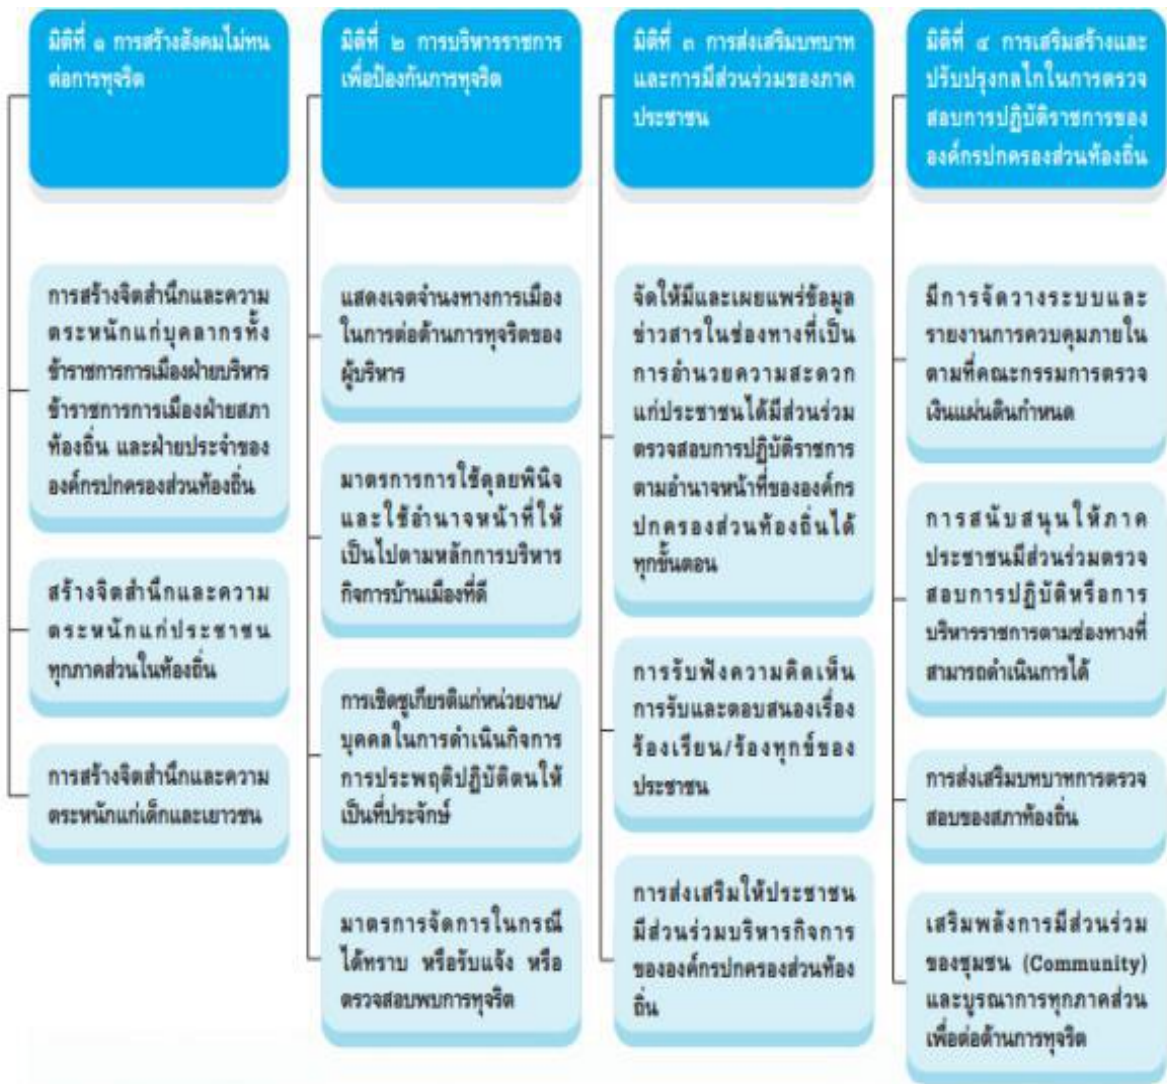 มิติที่ ๑ การสร้างสังคมไม่ทน
ต่อการทุจริต
การสร้างจิตสำนึกและความ
ตระหนักแก่บุคลากรทั้ง
ข้าราชการการเมืองฝ่ายบริหาร
ข้าราชการการเมืองฝ่ายสภา
ท้องถิ่น และฝ่ายประจำของ
องค์กรปกครองส่วนท้องถิ่น
สร้างจิตสำนึกและความ
ตระหนักแก่ประชาชน
ทุกภาคส่วนในท้องถิ่น
การสร้างจิตสำนึกและความ
ตระหนักแก่เด็กและเยาวชน
มิติที่ ๒ การบริหารราชการ
เพื่อป้องกันการทุจริต
แสดงเจตจำนงทางการเมือง
ในการต่อต้านการทุจริตของ
ผู้บริหาร
มาตรการการใช้ดุลยพินิจ
และใช้อำนาจหน้าที่ให้
เป็นไปตามหลักการบริหาร
กิจการบ้านเมืองที่ดี
การเชิดชูเกียรติแก่หน่วยงาน/
บุคคลในการดำเนินกิจการ
การประพฤติปฏิบัติตนให้
เป็นที่ประจักษ์
มาตรการจัดการในกรณี
ได้ทราบ หรือรับแจ้ง หรือ
ตรวจสอบพบการทุจริต
มิติที่ ๓ การส่งเสริมบทบาท
และการมีส่วนร่วมของภาค
ประชาชน
จัดให้มีและเผยแพร่ข้อมูล
ข่าวสารในช่องทางที่เป็น
การอำนวยความสะดวก
แก่ประชาชนได้มีส่วนร่วม
ตรวจสอบการปฏิบัติราชการ
ตามอำนาจหน้าที่ขององค์กร
ปกครองส่วนท้องถิ่นได้
ทุกขั้นตอน
การรับฟังความคิดเห็น
การรับและตอบสนองเรื่อง
ร้องเรียน/ร้องทุกข์ของ
ประชาชน
การส่งเสริมให้ประชาชน
มีส่วนร่วมบริหารกิจการ
ขององค์กรปกครองส่วนท้อง
ถิ่น
มิติที่ ๔ การเสริมสร้างและ
ปรับปรุงกลไกในการตรวจ
สอบการปฏิบัติราชการของ
องค์กรปกครองส่วนท้องถิ่น
มีการจัดวางระบบและ
รายงานการควบคุมภายใน
ตามที่คณะกรรมการตรวจ
เงินแผ่นดินกำหนด
การสนับสนุนให้ภาค
ประชาชนมีส่วนร่วมตรวจ
สอบการปฏิบัติหรือการ
บริหารราชการตามช่องทางที่
สามารถดำเนินการได้
การส่งเสริมบทบาทการตรวจ
สอบของสภาท้องถิ่น
เสริมพลังการมีส่วนร่วม
ของชุมชน (Community)
และบูรณาการทุกภาคส่วน
เพื่อต่อต้านการทุจริต